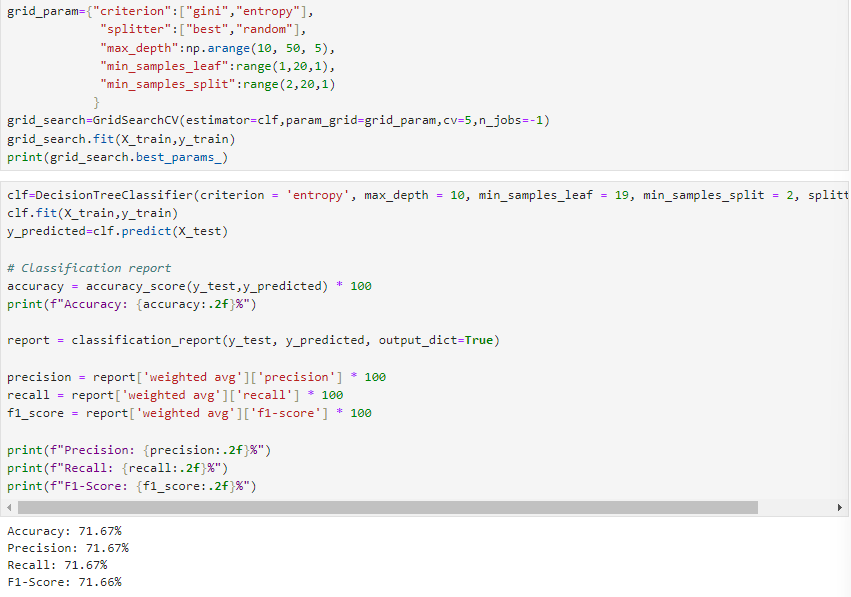 grid_param={"criterion":["gini","entropy"],
"splitter":["best","random"],
"max_depth":np.arange(10, 50, 5),
"min_samples_leaf":range(1,20,1),
"min_samples_split":range(2,20,1)
}
grid_search=GridSearchCV(estimator=clf,param_grid=grid_param,cv=5,n_jobs=-1)
grid_search.fit(X_train,y_train)
print(grid_search.best_params_)
clf=DecisionTreeClassifier(criterion = 'entropy', max_depth = 10, min_samples_leaf = 19, min_samples_split = 2, splitt
clf.fit(X_train,y_train)
y_predicted=clf.predict(X_test)
# Classification report
accuracy = accuracy_score(y_test,y_predicted) * 100
print(f"Accuracy: {accuracy:.2f}%")
report = classification_report(y_test, y_predicted, output_dict=True)
precision = report['weighted avg']['precision'] * 100
recall = report['weighted avg']['recall'] * 100
f1_score = report['weighted avg']['f1-score'] * 100
print(f"Precision: {precision:.2f}%")
print(f"Recall: {recall:.2f}%")
print(f"F1-Score: {f1_score:.2f}%")
Accuracy: 71.67%
Precision: 71.67%
Recall: 71.67%
F1-Score: 71.66%